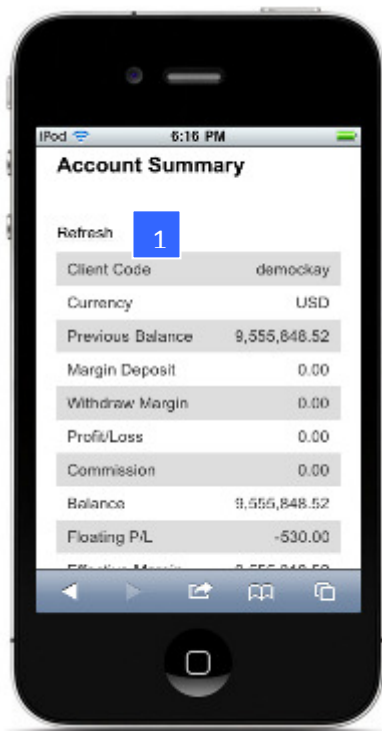 iPod 6:16 PM
Account Summary
Refresh 1
Client Code demockay
Currency USD
Previous Balance 9,555,848.52
Margin Deposit 0.00
Withdraw Margin 0.00
Profit/Loss 0.00
Commission 0.00
Balance 9,555,848.52
Floating P/L -530.00